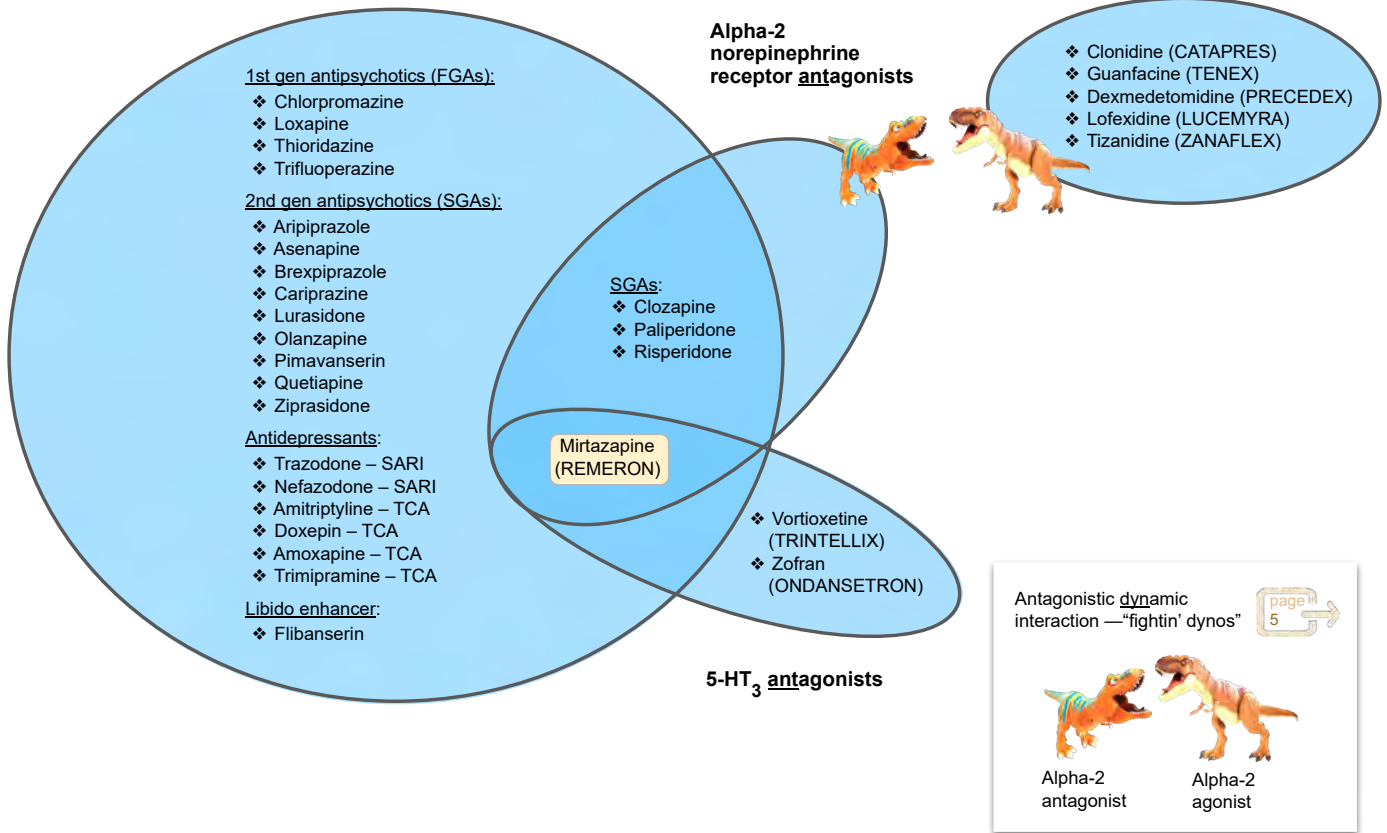 Alpha-2
norepinephrine
receptor antagonists
❖ Clonidine (CATAPRES)
❖ Guanfacine (TENEX)
❖ Dexmedetomidine (PRECEDEX)
❖ Lofexidine (LUCEMYRA)
❖ Tizanidine (ZANAFLEX)
1st gen antipsychotics (FGAs):
❖ Chlorpromazine
❖ Loxapine
❖ Thioridazine
❖ Trifluoperazine
2nd gen antipsychotics (SGAs):
❖ Aripiprazole
❖ Asenapine
❖ Brexpiprazole
❖ Cariprazine
❖ Lurasidone
❖ Olanzapine
❖ Pimavanserin
❖ Quetiapine
❖ Ziprasidone
Antidepressants:
❖ Trazodone – SARI
❖ Nefazodone – SARI
❖ Amitriptyline – TCA
❖ Doxepin – TCA
❖ Amoxapine – TCA
❖ Trimipramine – TCA
Libido enhancer:
❖ Flibanserin
SGAs:
❖ Clozapine
❖ Paliperidone
❖ Risperidone
Mirtazapine
(REMERON)
❖ Vortioxetine
(TRINTELLIX)
❖ Zofran
(ONDANSETRON)
5-HT3 antagonists
Antagonistic dynamic
interaction —“fightin’ dynos”
page
5
Alpha-2
antagonist
Alpha-2
agonist